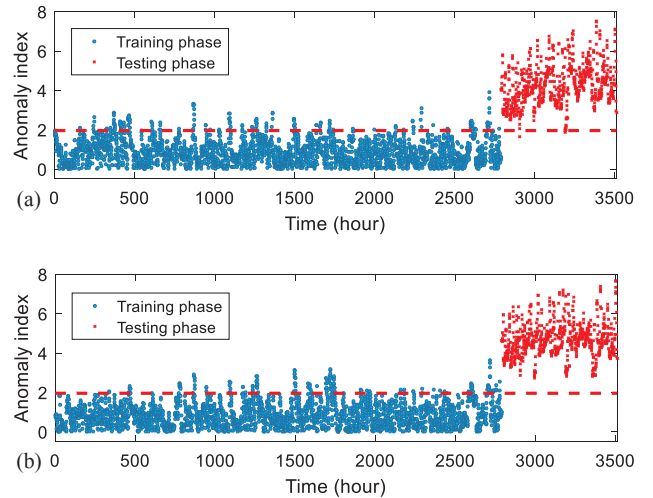 8
6
4
2
0
Anomaly index
Training phase
Testing phase
0 500 1000 1500 2000 2500 3000 3500
(a)
Time (hour)
8
6
4
2
0
Anomaly index
Training phase
Testing phase
0 500 1000 1500 2000 2500 3000 3500
(b)
Time (hour)